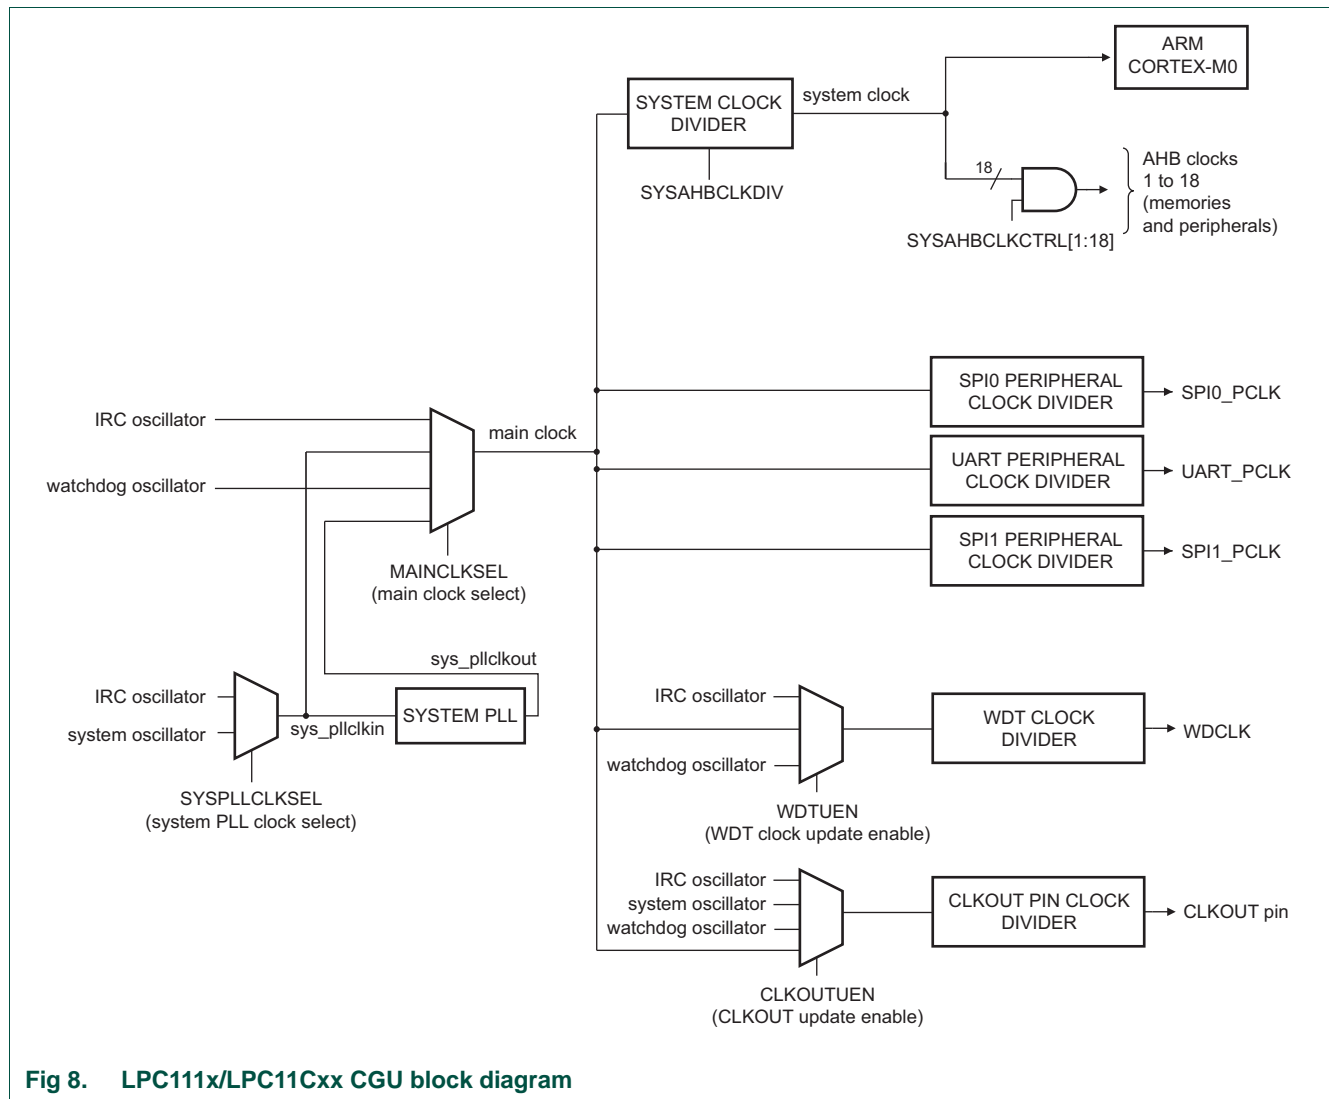 ARM
CORTEX-M0
SYSTEM CLOCK
DIVIDER
system clock
SYSAHBCLKDIV
18
AHB clocks
1 to 18
(memories
and peripherals)
SYSAHBCLKCTRL[1:18]
IRC oscillator
watchdog oscillator
main clock
MAINCLKSEL
(main clock select)
SPI0 PERIPHERAL
CLOCK DIVIDER
SPI0_PCLK
UART PERIPHERAL
CLOCK DIVIDER
UART_PCLK
SPI1 PERIPHERAL
CLOCK DIVIDER
SPI1_PCLK
sys_pllclkout
IRC oscillator
system oscillator
sys_pllclkin
SYSTEM PLL
SYSPLLCLKSEL
(system PLL clock select)
IRC oscillator
watchdog oscillator
WDT CLOCK
DIVIDER
WDCLK
WDTUEN
(WDT clock update enable)
IRC oscillator
system oscillator
watchdog oscillator
CLKOUT PIN CLOCK
DIVIDER
CLKOUT pin
CLKOUTUEN
(CLKOUT update enable)
Fig 8. LPC111x/LPC11Cxx CGU block diagram